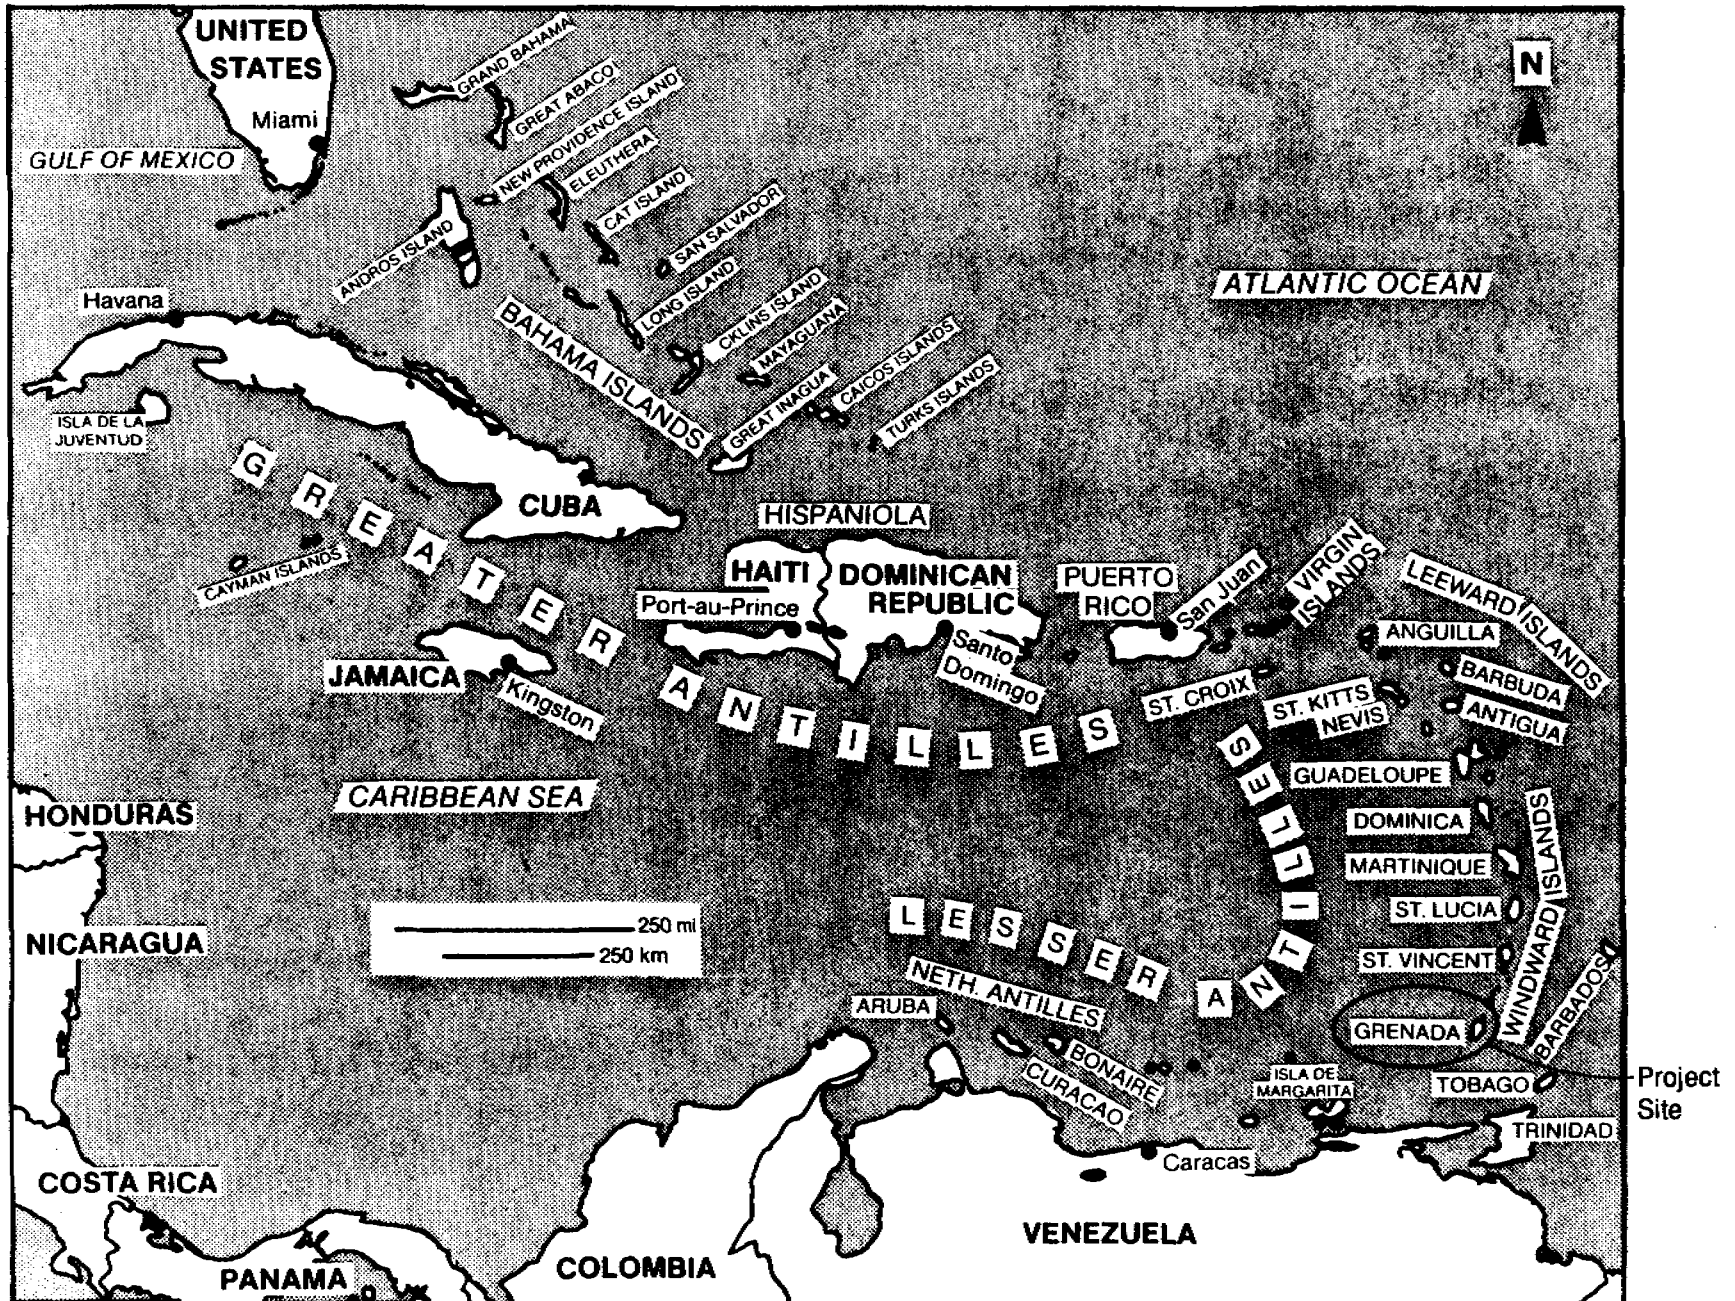 UNITED
STATES
Miami
GULF OF MEXICO
GRAND BAHAMA
GREAT ABACO
NEW PROVIDENCE ISLAND
ELEUTHERA
CAT ISLAND
SAN SALVADOR
ANDROS ISLAND
LONG ISLAND
CKLINS ISLAND
MAYAGUANA
CAICOS ISLANDS
GREAT INAGUA
TURKS ISLANDS
BAHAMA ISLANDS
N
ATLANTIC OCEAN
Havana
ISLA DE LA
JUVENTUD
CUBA
CAYMAN ISLANDS
GREATER ANTILLES
HISPANIOLA
HAITI
DOMINICAN
REPUBLIC
Port-au-Prince
Santo
Domingo
JAMAICA
Kingston
PUERTO
RICO
San Juan
VIRGIN
ISLANDS
LEEWARD ISLANDS
ANGUILLA
BARBUDA
ST. CROIX
ST. KITTS
NEVIS
ANTIGUA
GUADELOUPE
DOMINICA
MARTINIQUE
ST. LUCIA
ST. VINCENT
WINDWARD ISLANDS
BARBADOS
GRENADA
TOBAGO
TRINIDAD
Project
Site
CARIBBEAN SEA
250 mi
250 km
LESSER ANTILLES
NETH. ANTILLES
ARUBA
BONAIRE
CURACAO
ISLA DE
MARGARITA
Caracas
HONDURAS
NICARAGUA
COSTA RICA
PANAMA
COLOMBIA
VENEZUELA